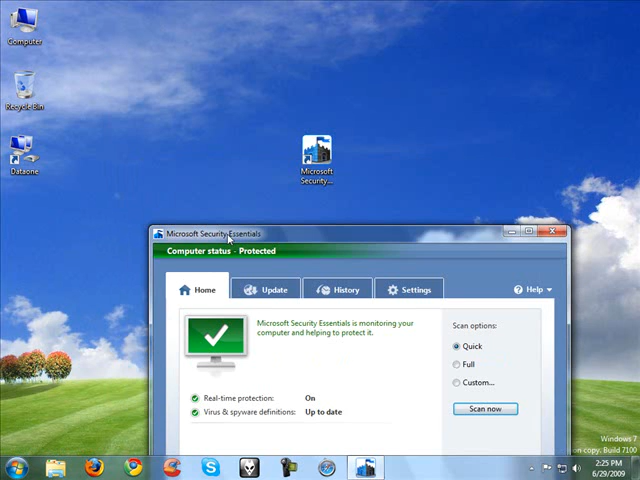 Computer
Recycle Bin
Dataone
Microsoft
Security...
Microsoft Security Essentials
Computer status - Protected
Home
Update
History
Settings
Help
Microsoft Security Essentials is monitoring your
computer and helping to protect it.
Real-time protection: On
Virus & spyware definitions: Up to date
Scan options:
Quick
Full
Custom...
Scan now
Windows 7
on copy. Build 7100
2:25 PM
6/29/2009